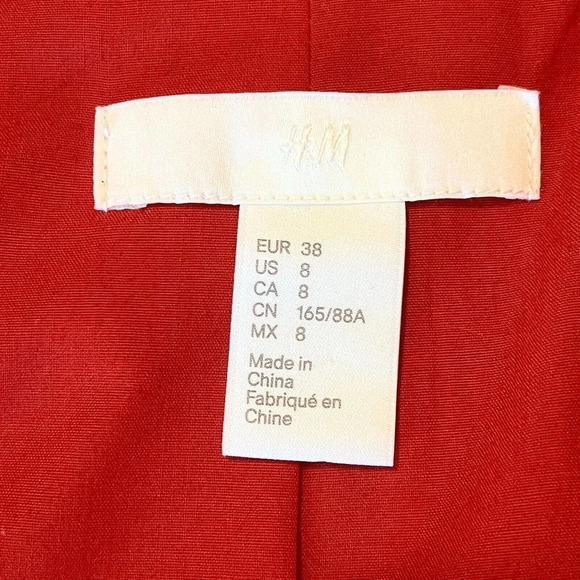 H&M
EUR 38
US 8
CA 8
CN 165/88A
MX 8
Made in
China
Fabriqué en
Chine